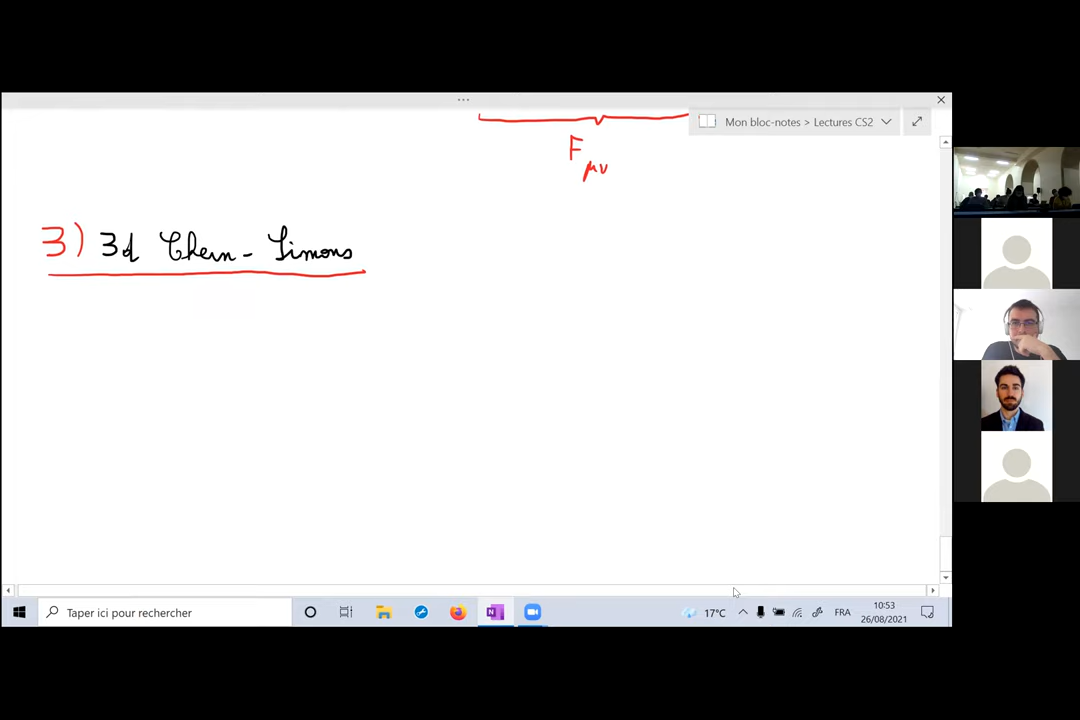 Mon bloc-notes > Lectures CS2
F μν
3) 3d Chern - Simons
Taper ici pour rechercher
17°C
FRA
10:53
26/08/2021